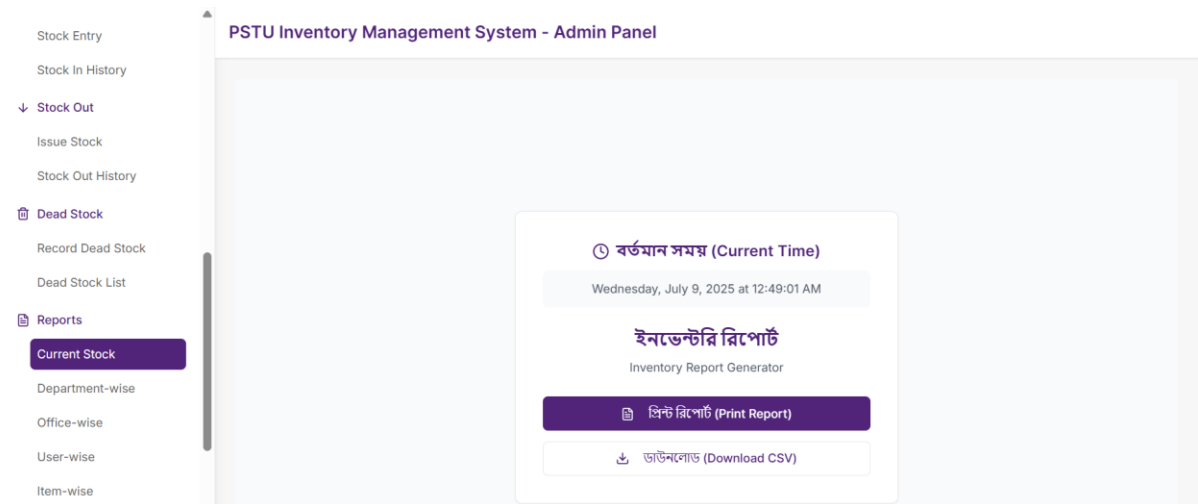 Stock Entry
Stock In History
Stock Out
Issue Stock
Stock Out History
Dead Stock
Record Dead Stock
Dead Stock List
Reports
Current Stock
Department-wise
Office-wise
User-wise
Item-wise
PSTU Inventory Management System - Admin Panel
বর্তমান সময় (Current Time)
Wednesday, July 9, 2025 at 12:49:01 AM
ইনভেন্টরি রিপোর্ট
Inventory Report Generator
প্রিন্ট রিপোর্ট (Print Report)
ডাউনলোড (Download CSV)